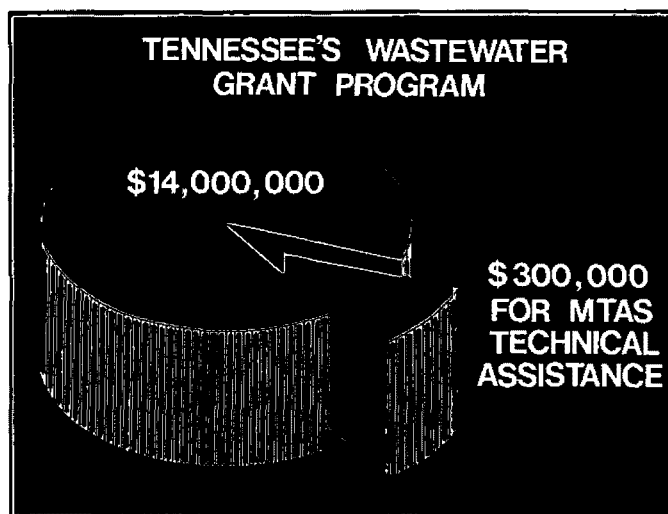 TENNESSEE'S WASTEWATER
GRANT PROGRAM
$14,000,000
$300,000
FOR MTAS
TECHNICAL
ASSISTANCE